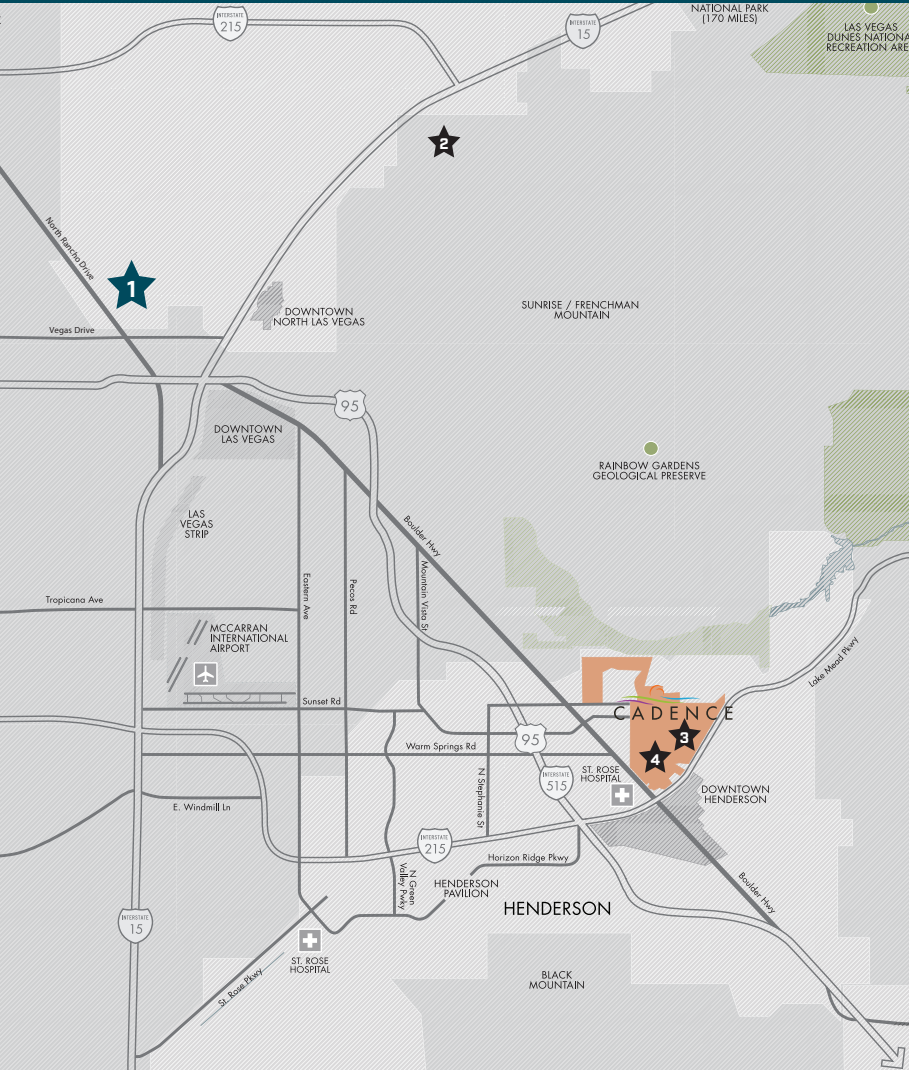 NATIONAL PARK
(170 MILES)
INTERSTATE
215
INTERSTATE
15
LAS VEGAS
DUNES NATIONA
RECREATION ARE
2
North Rancho Drive
1
DOWNTOWN
NORTH LAS VEGAS
SUNRISE / FRENCHMAN
MOUNTAIN
Vegas Drive
95
DOWNTOWN
LAS VEGAS
RAINBOW GARDENS
GEOLOGICAL PRESERVE
LAS
VEGAS
STRIP
Boulder Hwy
Eastern Ave
Pecos Rd
Mountain Vista St
Tropicana Ave
MCCARRAN
INTERNATIONAL
AIRPORT
Lake Mead Pkwy
Sunset Rd
CADENCE
3
95
Warm Springs Rd
4
ST. ROSE
HOSPITAL
INTERSTATE
515
N Stephanie St
DOWNTOWN
HENDERSON
E. Windmill Ln
INTERSTATE
215
Horizon Ridge Pkwy
N Green
Valley Pwky
HENDERSON
PAVILION
Boulder Hwy
HENDERSON
INTERSTATE
15
ST. ROSE
HOSPITAL
St. Rose Pkwy
BLACK
MOUNTAIN